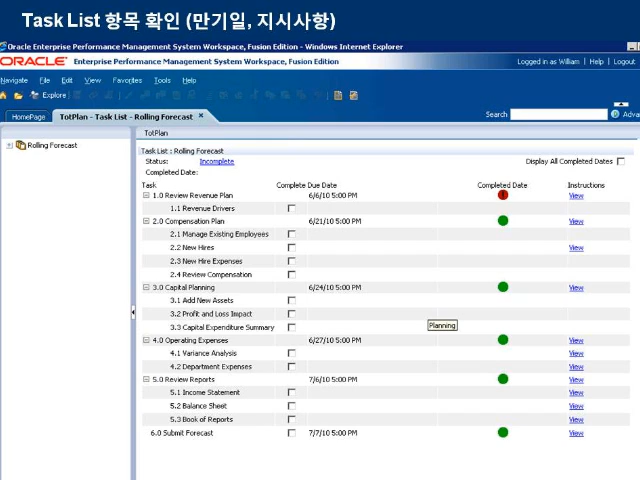 Task List 항목 확인 (만기일, 지시사항)
Oracle Enterprise Performance Management System Workspace, Fusion Edition - Windows Internet Explorer
ORACLE Enterprise Performance Management System Workspace, Fusion Edition Logged in as William | Help | Logout
Navigate File Edit View Favorites Tools Help
Explore
HomePage TotPlan - Task List - Rolling Forecast x Search Adva
Rolling Forecast
TotPlan
Task List : Rolling Forecast
Status: Incomplete Display All Completed Dates
Completed Date:
Task Complete Due Date Completed Date Instructions
1.0 Review Revenue Plan 6/6/10 5:00 PM View
1.1 Revenue Drivers
2.0 Compensation Plan 6/21/10 5:00 PM View
2.1 Manage Existing Employees
2.2 New Hires View
2.3 New Hire Expenses
2.4 Review Compensation
3.0 Capital Planning 6/24/10 5:00 PM View
3.1 Add New Assets
3.2 Profit and Loss Impact
3.3 Capital Expenditure Summary Planning
4.0 Operating Expenses 6/27/10 5:00 PM View
4.1 Variance Analysis View
4.2 Department Expenses View
5.0 Review Reports 7/6/10 5:00 PM View
5.1 Income Statement View
5.2 Balance Sheet View
5.3 Book of Reports View
6.0 Submit Forecast 7/7/10 5:00 PM View